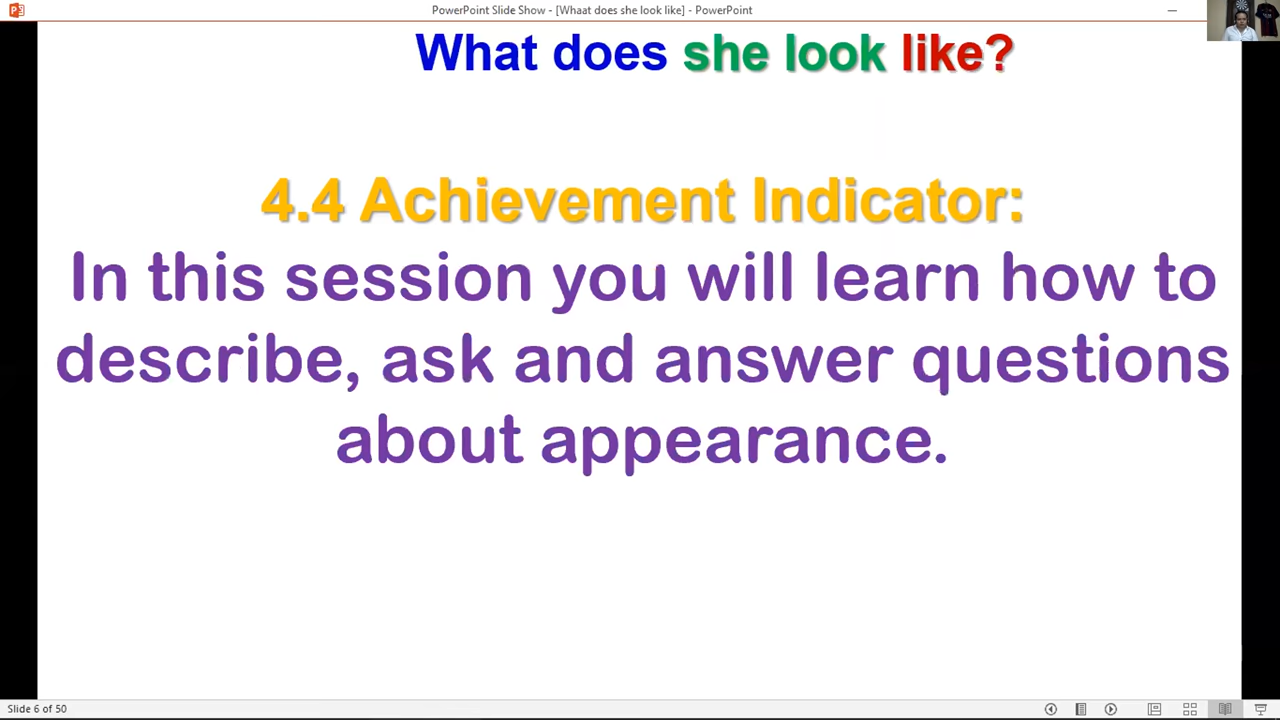 PowerPoint Slide Show - [Whaat does she look like] - PowerPoint
What does she look like?
4.4 Achievement Indicator:
In this session you will learn how to
describe, ask and answer questions
about appearance.
Slide 6 of 50